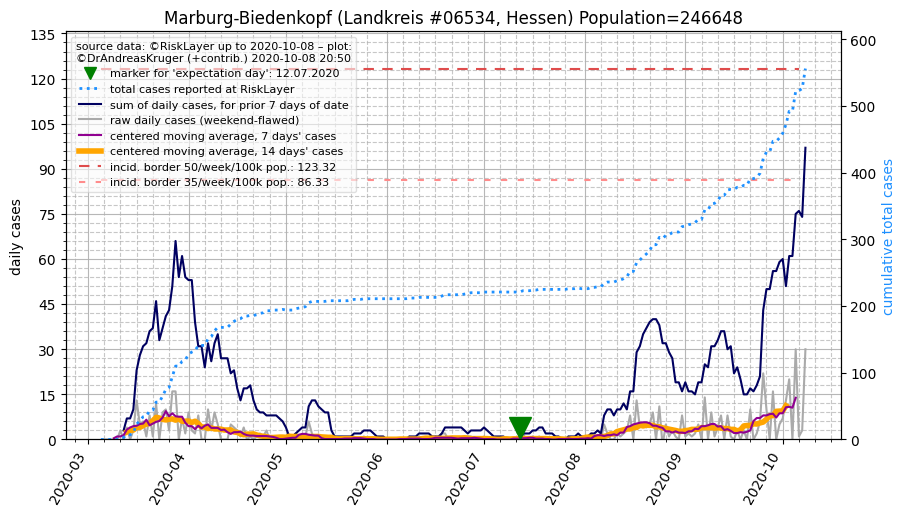 Marburg-Biedenkopf (Landkreis #06534, Hessen) Population=246648
source data: ©RiskLayer up to 2020-10-08 – plot:
©DrAndreasKruger (+contrib.) 2020-10-08 20:50
marker for 'expectation day': 12.07.2020
total cases reported at RiskLayer
sum of daily cases, for prior 7 days of date
raw daily cases (weekend-flawed)
centered moving average, 7 days' cases
centered moving average, 14 days' cases
incid. border 50/week/100k pop.: 123.32
incid. border 35/week/100k pop.: 86.33
daily cases
135
120
105
90
75
60
45
30
15
0
cumulative total cases
600
500
400
300
200
100
0
2020-03
2020-04
2020-05
2020-06
2020-07
2020-08
2020-09
2020-10